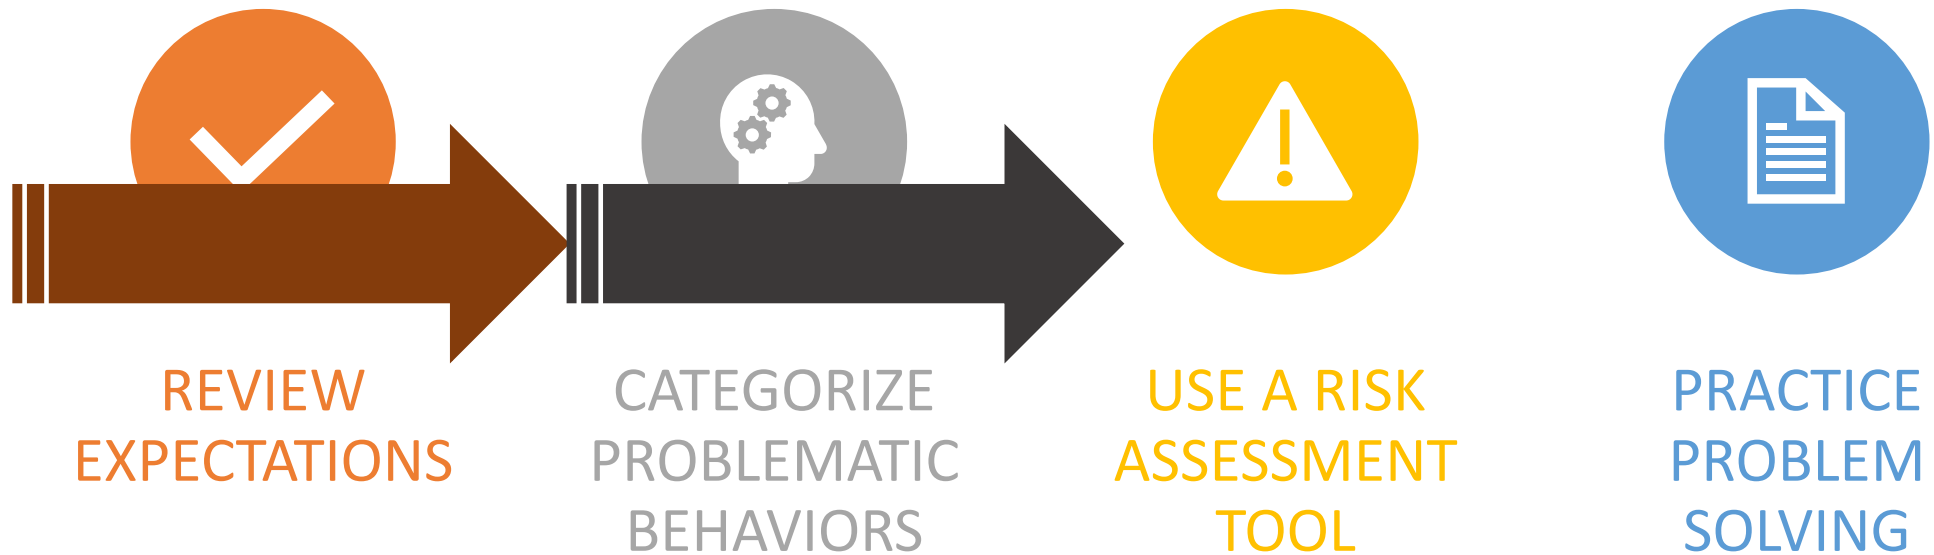 REVIEW
EXPECTATIONS
CATEGORIZE
PROBLEMATIC
BEHAVIORS
USE A RISK
ASSESSMENT
TOOL
PRACTICE
PROBLEM
SOLVING